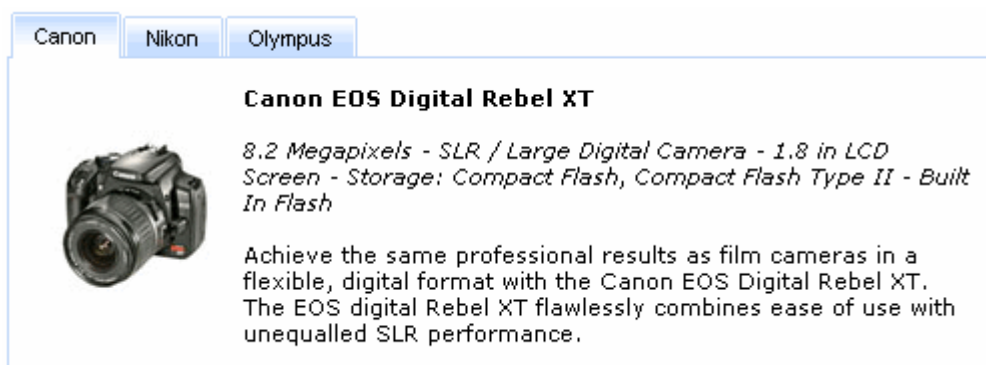 Canon Nikon Olympus
Canon EOS Digital Rebel XT
8.2 Megapixels - SLR / Large Digital Camera - 1.8 in LCD
Screen - Storage: Compact Flash, Compact Flash Type II - Built
In Flash
Achieve the same professional results as film cameras in a
flexible, digital format with the Canon EOS Digital Rebel XT.
The EOS digital Rebel XT flawlessly combines ease of use with
unequalled SLR performance.